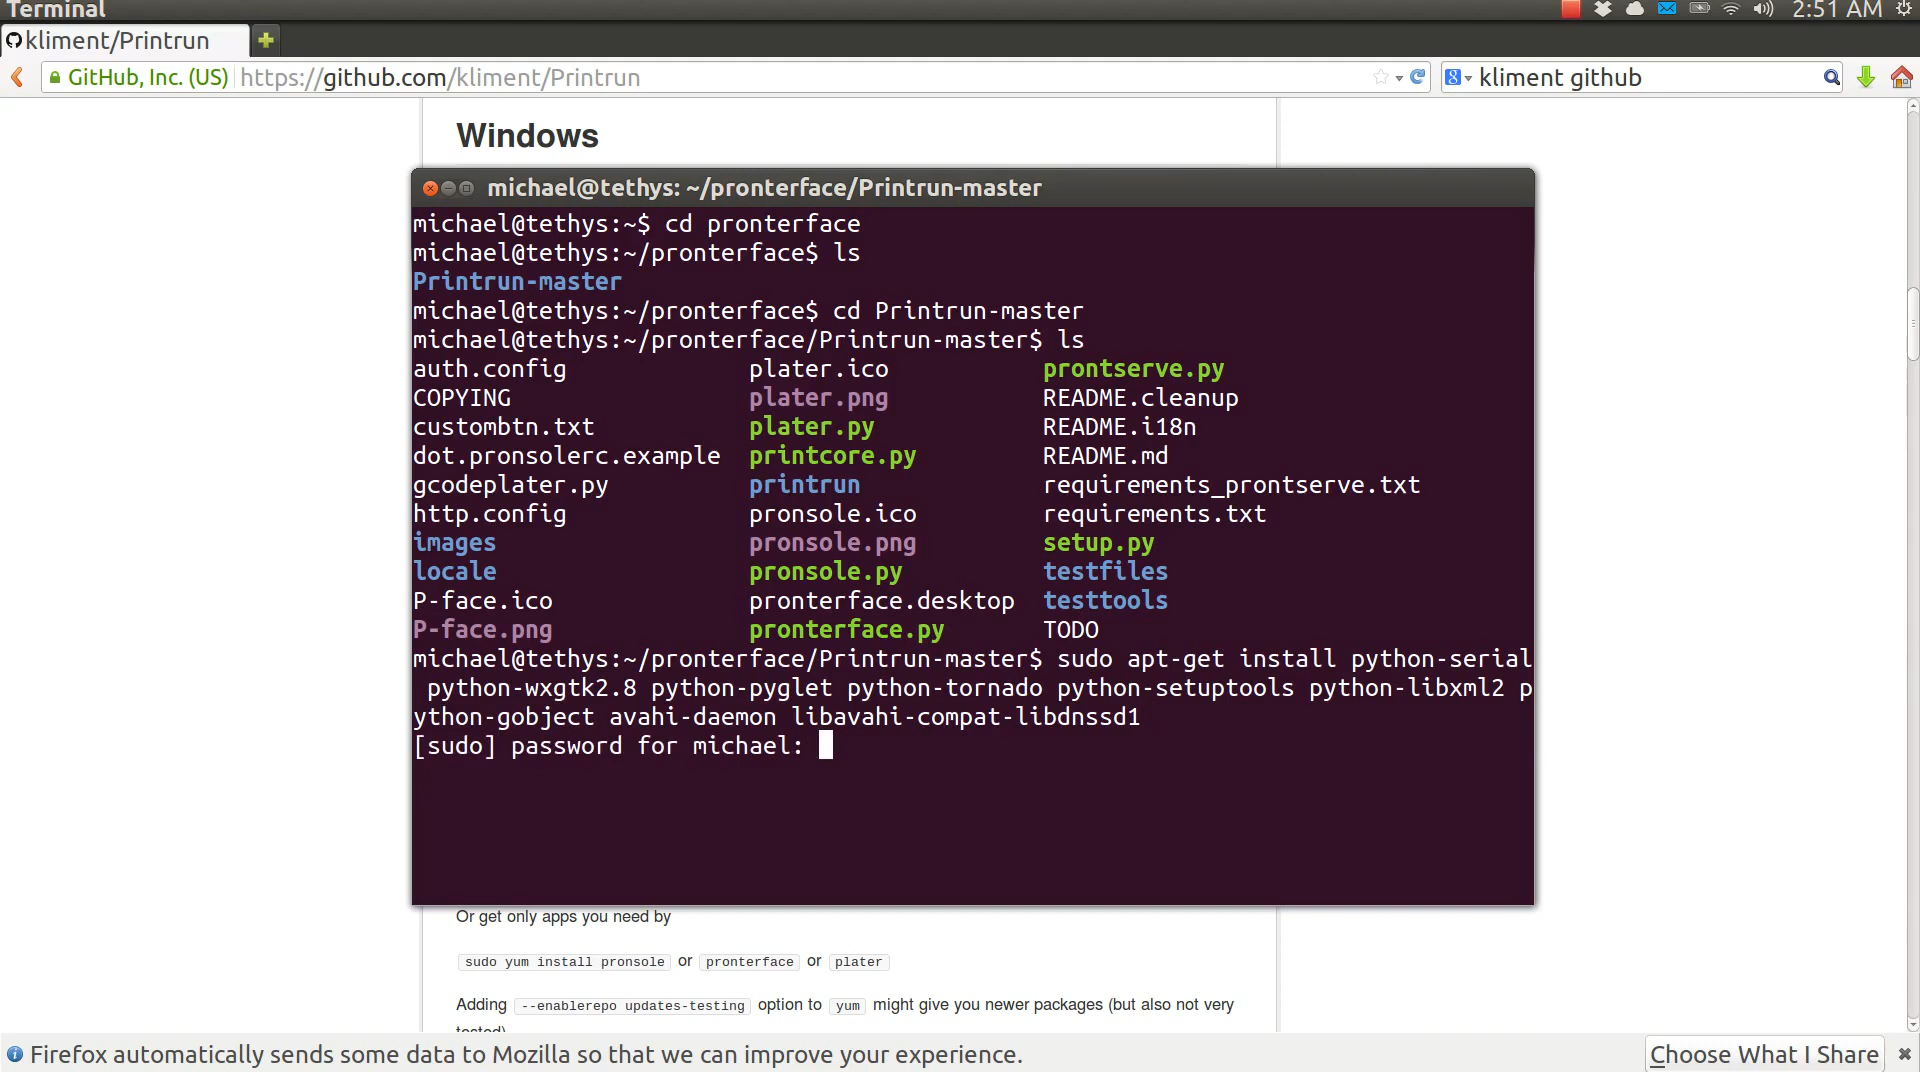 Terminal
2:51 AM
kliment/Printrun
GitHub, Inc. (US) https://github.com/kliment/Printrun
8 kliment github
Windows
michael@tethys: ~/pronterface/Printrun-master
michael@tethys:~$ cd pronterface
michael@tethys:~/pronterface$ ls
Printrun-master
michael@tethys:~/pronterface$ cd Printrun-master
michael@tethys:~/pronterface/Printrun-master$ ls
auth.config plater.ico prontserve.py
COPYING plater.png README.cleanup
custombtn.txt plater.py README.i18n
dot.pronsolerc.example printcore.py README.md
gcodeplater.py printrun requirements_prontserve.txt
http.config pronsole.ico requirements.txt
images pronsole.png setup.py
locale pronsole.py testfiles
P-face.ico pronterface.desktop testtools
P-face.png pronterface.py TODO
michael@tethys:~/pronterface/Printrun-master$ sudo apt-get install python-serial
python-wxgtk2.8 python-pyglet python-tornado python-setuptools python-libxml2 p
ython-gobject avahi-daemon libavahi-compat-libdnssd1
[sudo] password for michael:
Or get only apps you need by
sudo yum install pronsole or pronterface or plater
Adding --enablerepo updates-testing option to yum might give you newer packages (but also not very
tested)
Firefox automatically sends some data to Mozilla so that we can improve your experience.
Choose What I Share